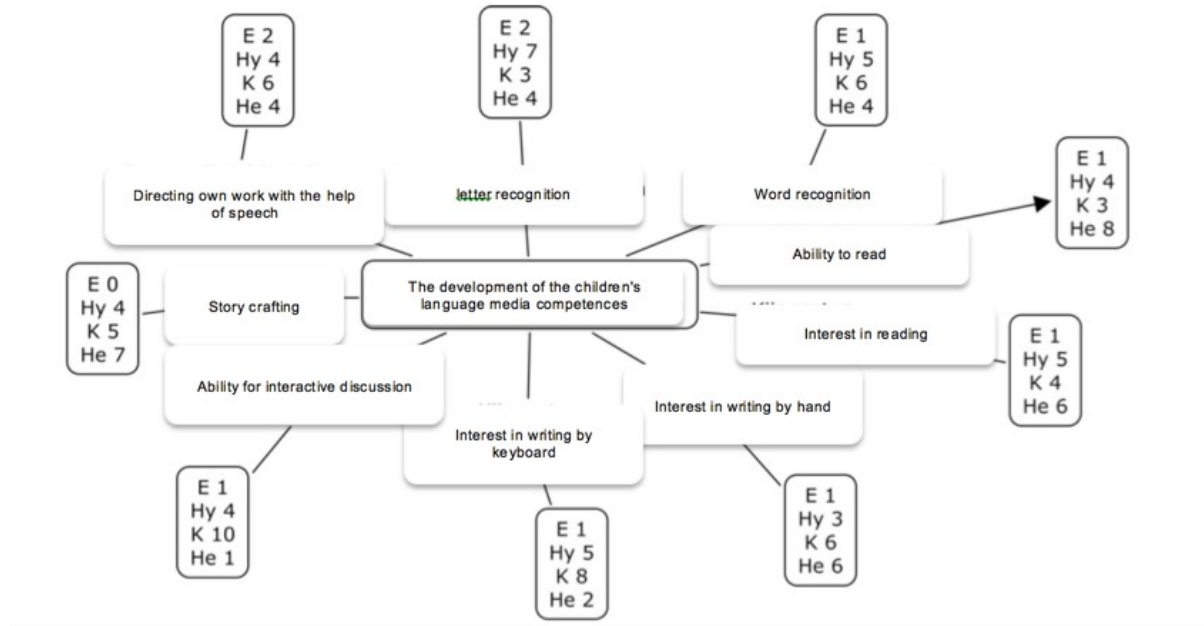 E 2
Hy 4
K 6
He 4
E 2
Hy 7
K 3
He 4
E 1
Hy 5
K 6
He 4
E 1
Hy 4
K 3
He 8
Directing own work with the help
of speech
letter recognition
Word recognition
Ability to read
The development of the children's
language media competences
E 0
Hy 4
K 5
He 7
Story crafting
Interest in reading
E 1
Hy 5
K 4
He 6
Ability for interactive discussion
Interest in writing by
keyboard
Interest in writing by hand
E 1
Hy 4
K 10
He 1
E 1
Hy 5
K 8
He 2
E 1
Hy 3
K 6
He 6